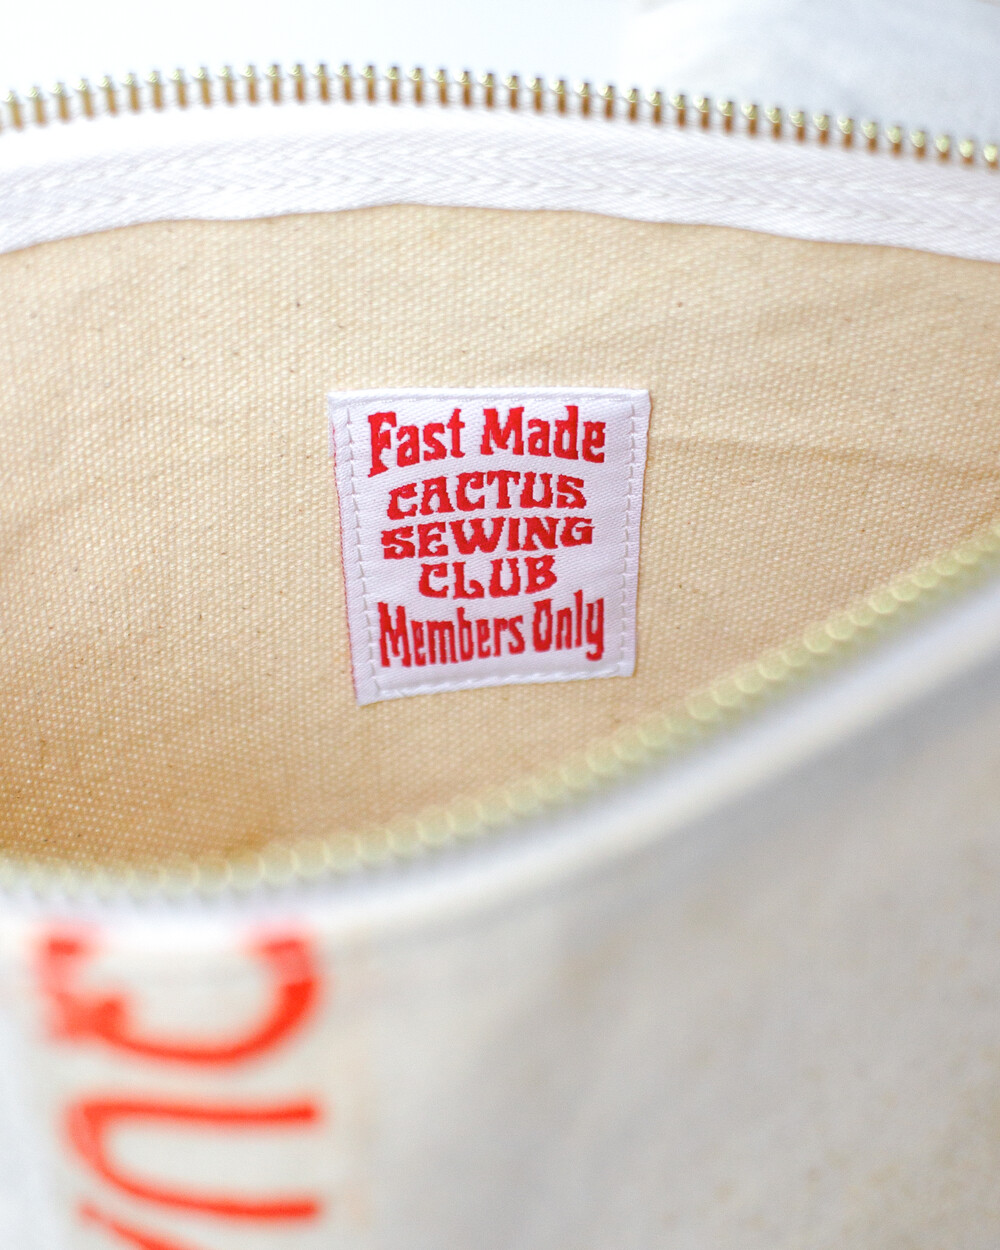 Fast Made
CACTUS
SEWING
CLUB
Members Only